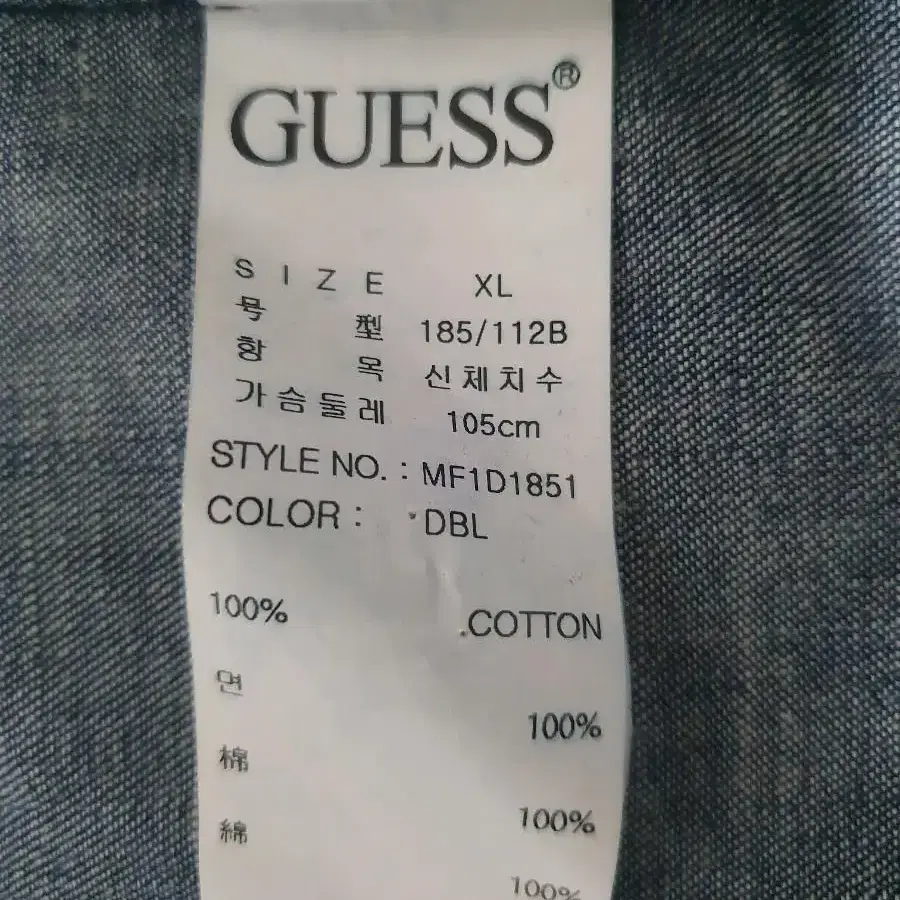 GUESS®
SIZE XL
号型 185/112B
항목 신체치수
가슴둘레 105cm
STYLE NO. : MF1D1851
COLOR : DBL
100% .COTTON
면 100%
棉 100%
綿 100%